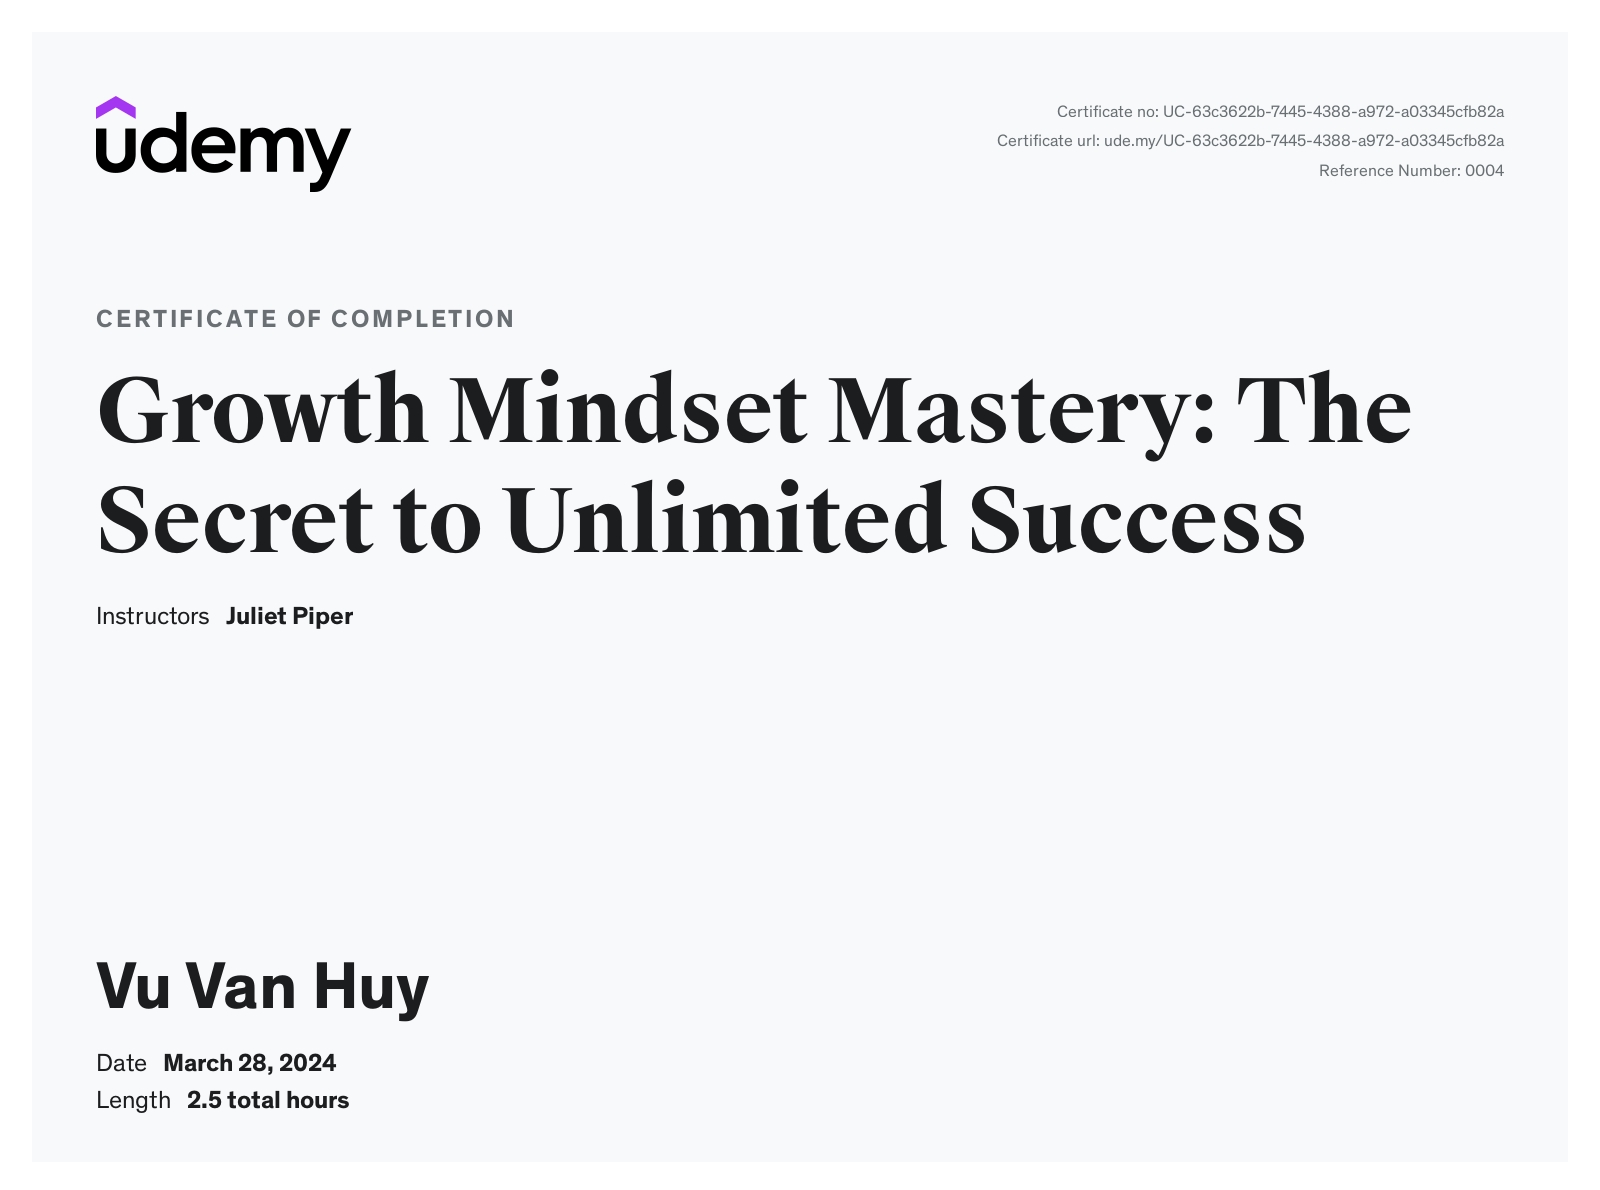 udemy
Certificate no: UC-63c3622b-7445-4388-a972-a03345cfb82a
Certificate url: ude.my/UC-63c3622b-7445-4388-a972-a03345cfb82a
Reference Number: 0004
CERTIFICATE OF COMPLETION
Growth Mindset Mastery: The
Secret to Unlimited Success
Instructors Juliet Piper
Vu Van Huy
Date March 28, 2024
Length 2.5 total hours